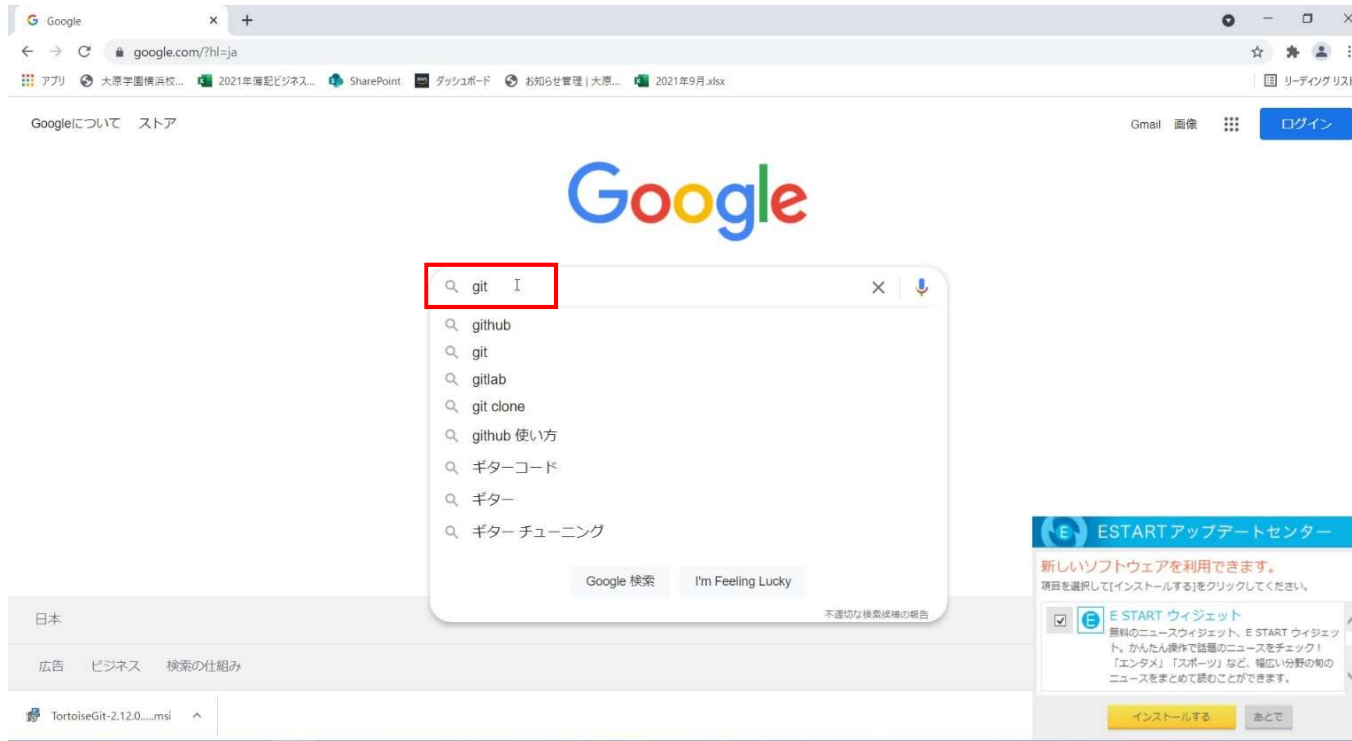 Google
google.com/?hl=ja
アプリ 大原学園横浜校... 2021年簿記ビジネス... SharePoint ダッシュボード お知らせ管理 | 大原... 2021年9月.xlsx リーディング リスト
Googleについて ストア Gmail 画像 ログイン
Google
git
github
git
gitlab
git clone
github 使い方
ギターコード
ギター
ギター チューニング
Google 検索 I'm Feeling Lucky
不適切な検索候補の報告
日本
広告 ビジネス 検索の仕組み
TortoiseGit-2.12.0.....msi
ESTARTアップデートセンター
新しいソフトウェアを利用できます。
項目を選択して[インストールする]をクリックしてください。
E START ウィジェット
無料のニュースウィジェット、E START ウィジェッ
ト。かんたん操作で話題のニュースをチェック!
「エンタメ」「スポーツ」など、幅広い分野の旬の
ニュースをまとめて読むことができます。
インストールする あとで